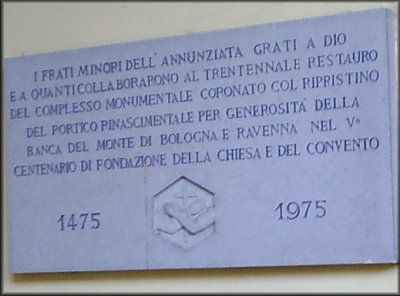 I FRATI MINORI DELL'ANNUNZIATA GRATI A DIO
E A QUANTI COLLABORARONO AL TRENTENNALE RESTAURO
DEL COMPLESSO MONUMENTALE CORONATO COL RIPRISTINO
DEL PORTICO RINASCIMENTALE PER GENEROSITÀ DELLA
BANCA DEL MONTE DI BOLOGNA E RAVENNA NEL Vº
CENTENARIO DI FONDAZIONE DELLA CHIESA E DEL CONVENTO
1475 1975